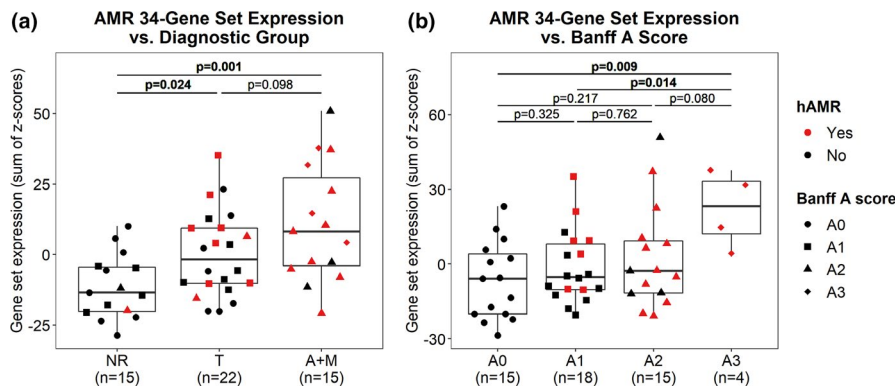 (a)
AMR 34-Gene Set Expression
vs. Diagnostic Group
Gene set expression (sum of z-scores)
p=0.001
p=0.024
p=0.098
50
25
0
-25
NR
(n=15)
T
(n=22)
A+M
(n=15)
(b)
AMR 34-Gene Set Expression
vs. Banff A Score
Gene set expression (sum of z-scores)
p=0.009
p=0.014
p=0.217
p=0.080
p=0.325
p=0.762
60
30
0
-30
A0
(n=15)
A1
(n=18)
A2
(n=15)
A3
(n=4)
hAMR
Yes
No
Banff A score
A0
A1
A2
A3